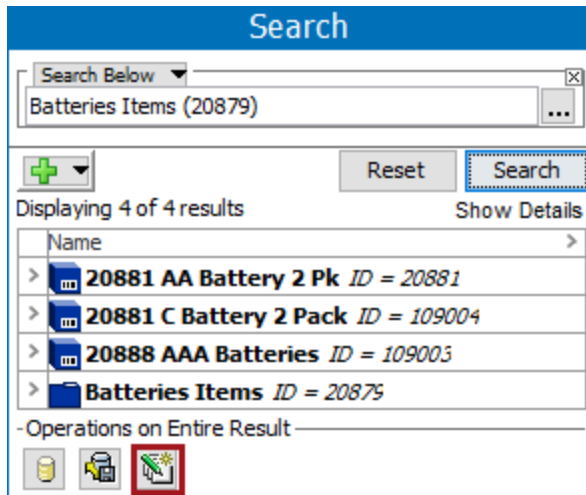 Search
Search Below
Batteries Items (20879)
...
Reset
Search
Displaying 4 of 4 results
Show Details
Name
20881 AA Battery 2 Pk ID = 20881
20881 C Battery 2 Pack ID = 109004
20888 AAA Batteries ID = 109003
Batteries Items ID = 20879
Operations on Entire Result